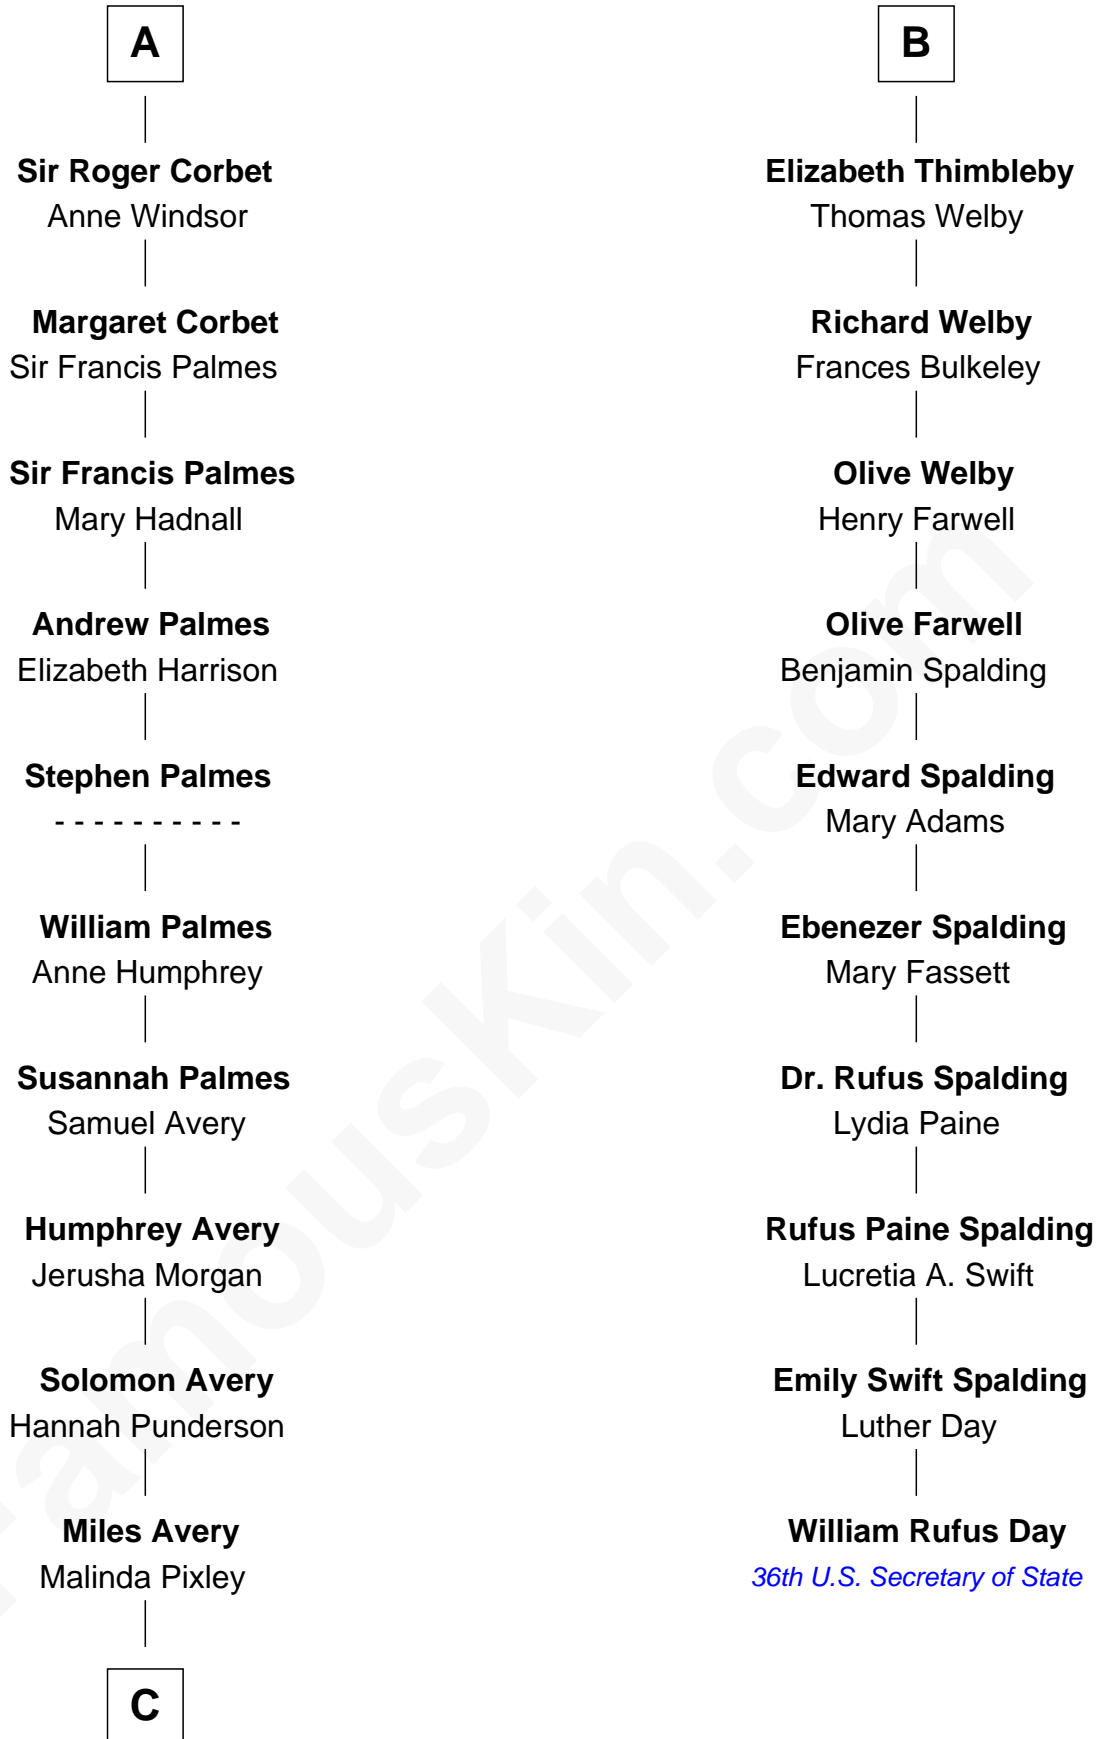 A
Sir Roger Corbet
Anne Windsor
Margaret Corbet
Sir Francis Palmes
Sir Francis Palmes
Mary Hadnall
Andrew Palmes
Elizabeth Harrison
Stephen Palmes
- - - - - - - - - -
William Palmes
Anne Humphrey
Susannah Palmes
Samuel Avery
Humphrey Avery
Jerusha Morgan
Solomon Avery
Hannah Punderson
Miles Avery
Malinda Pixley
C
B
Elizabeth Thimbleby
Thomas Welby
Richard Welby
Frances Bulkeley
Olive Welby
Henry Farwell
Olive Farwell
Benjamin Spalding
Edward Spalding
Mary Adams
Ebenezer Spalding
Mary Fassett
Dr. Rufus Spalding
Lydia Paine
Rufus Paine Spalding
Lucretia A. Swift
Emily Swift Spalding
Luther Day
William Rufus Day
36th U.S. Secretary of State
FamousKin.com